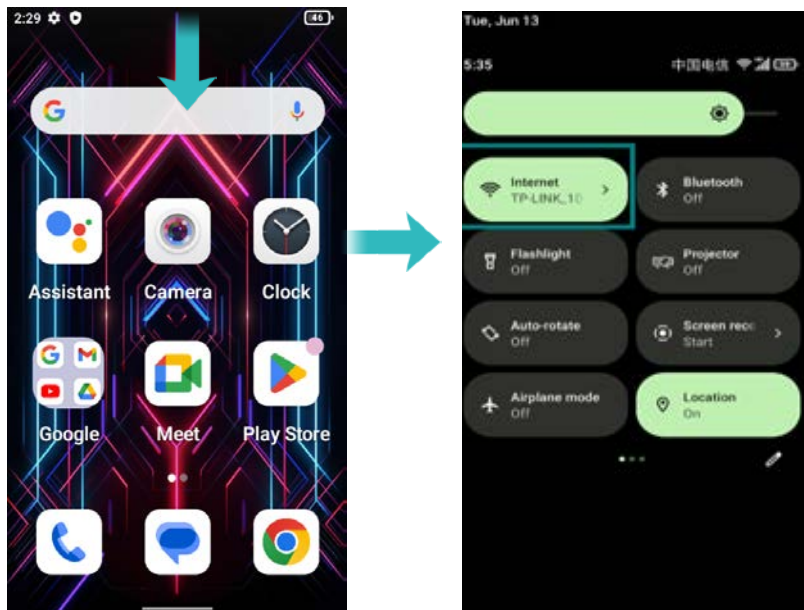 2:29
46
Assistant
Camera
Clock
Google
Meet
Play Store
Tue, Jun 13
5:35
中国电信
Internet
TP-LINK_10
Bluetooth
Off
Flashlight
Off
Projector
Off
Auto-rotate
Off
Screen reco
Start
Airplane mode
Off
Location
On